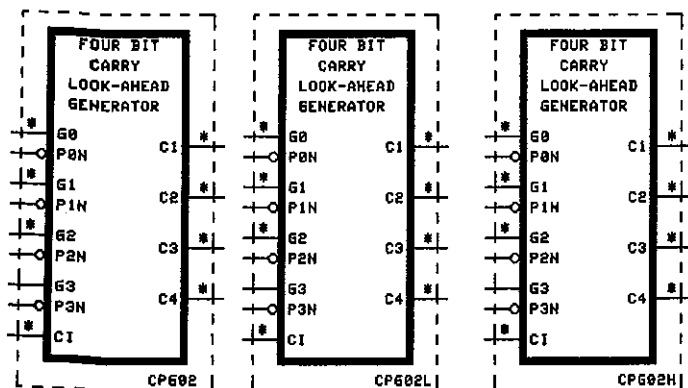 FOUR BIT
CARRY
LOOK-AHEAD
GENERATOR
*
G0
P0N
*
G1
P1N
*
G2
P2N
G3
P3N
*
CI
*
C1
*
C2
*
C3
*
C4
CP602
FOUR BIT
CARRY
LOOK-AHEAD
GENERATOR
*
G0
P0N
*
G1
P1N
*
G2
P2N
G3
P3N
*
CI
*
C1
*
C2
*
C3
*
C4
CP602L
FOUR BIT
CARRY
LOOK-AHEAD
GENERATOR
*
G0
P0N
*
G1
P1N
*
G2
P2N
G3
P3N
*
CI
*
C1
*
C2
*
C3
*
C4
CP602H